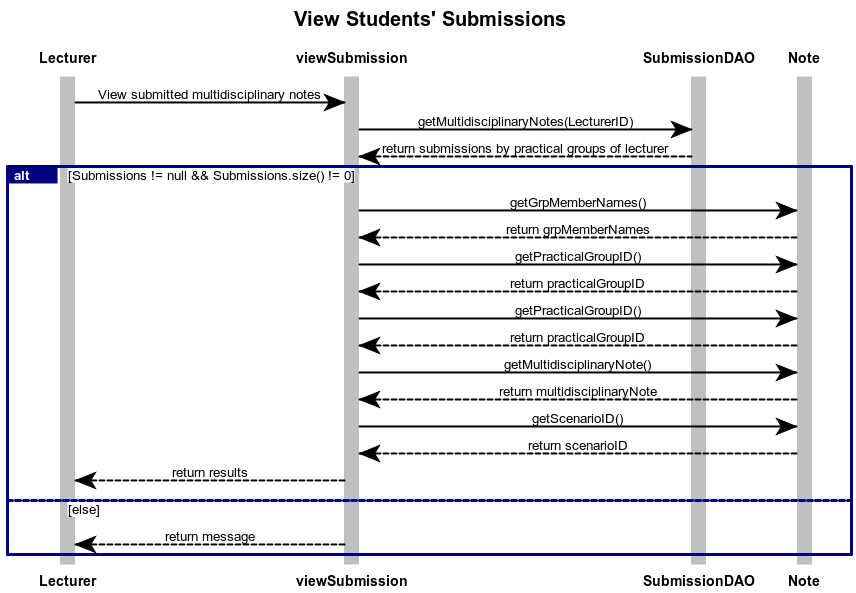 View Students' Submissions
Lecturer viewSubmission SubmissionDAO Note
View submitted multidisciplinary notes
getMultidisciplinaryNotes(LecturerID)
return submissions by practical groups of lecturer
alt [Submissions != null && Submissions.size() != 0]
getGrpMemberNames()
return grpMemberNames
getPracticalGroupID()
return practicalGroupID
getPracticalGroupID()
return practicalGroupID
getMultidisciplinaryNote()
return multidisciplinaryNote
getScenarioID()
return scenarioID
return results
[else]
return message
Lecturer viewSubmission SubmissionDAO Note